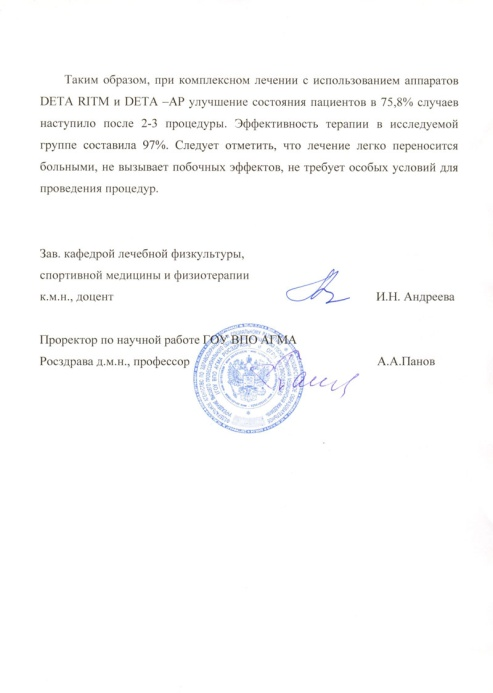 Таким образом, при комплексном лечении с использованием аппаратов
DETA RITM и DETA –AP улучшение состояния пациентов в 75,8% случаев
наступило после 2-3 процедуры. Эффективность терапии в исследуемой
группе составила 97%. Следует отметить, что лечение легко переносится
больными, не вызывает побочных эффектов, не требует особых условий для
проведения процедур.
Зав. кафедрой лечебной физкультуры,
спортивной медицины и физиотерапии
к.м.н., доцент И.Н. Андреева
Проректор по научной работе ГОУ ВПО АГМА
Росздрава д.м.н., профессор А.А.Панов